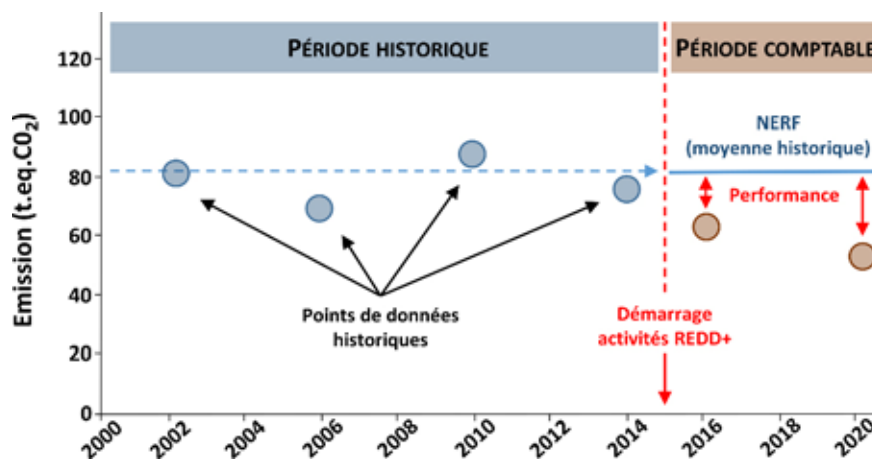 PÉRIODE HISTORIQUE
PÉRIODE COMPTABLE
Emission (t.eq.C0₂)
120
100
80
60
40
20
0
NERF
(moyenne historique)
Performance
Points de données
historiques
Démarrage
activités REDD+
2000
2002
2004
2006
2008
2010
2012
2014
2016
2018
2020